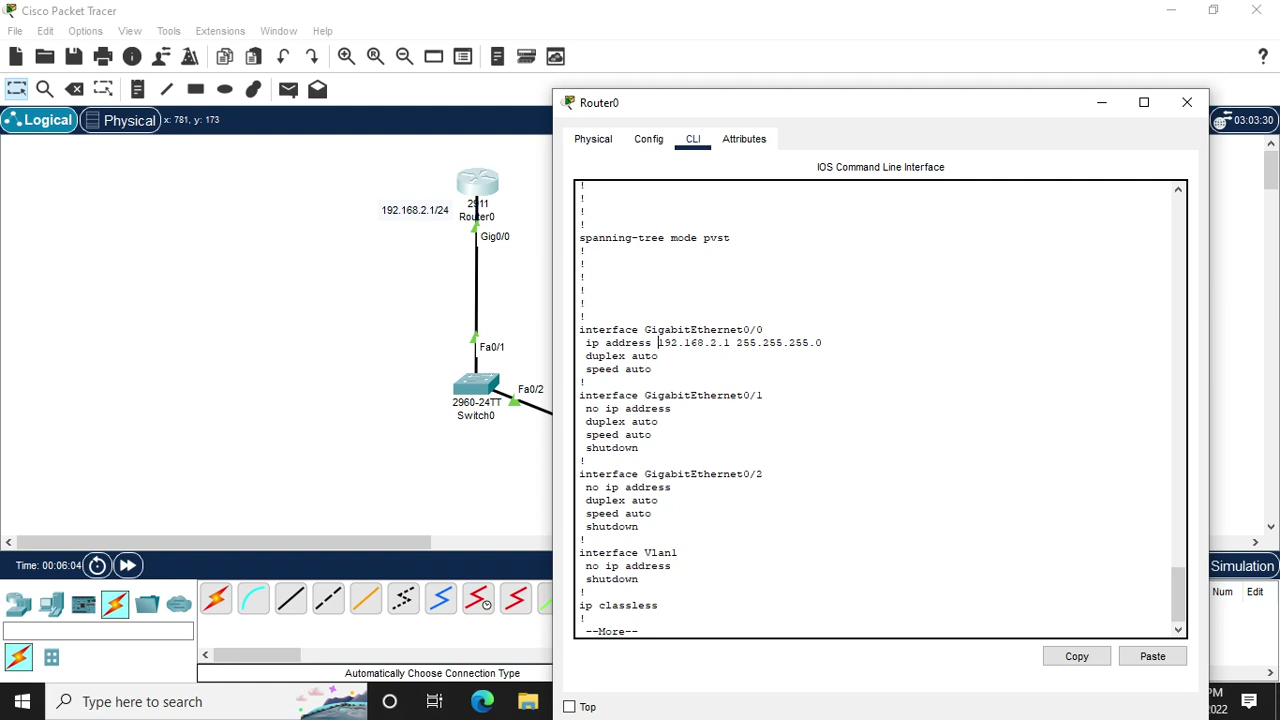 Cisco Packet Tracer
File Edit Options View Tools Extensions Window Help
Logical Physical x: 781, y: 173
03:03:30
Router0
Physical Config CLI Attributes
IOS Command Line Interface
2911
Router0
192.168.2.1/24
Gig0/0
Fa0/1
Fa0/2
2960-24TT
Switch0
!
!
!
!
spanning-tree mode pvst
!
!
!
!
!
!
interface GigabitEthernet0/0
ip address 192.168.2.1 255.255.255.0
duplex auto
speed auto
!
interface GigabitEthernet0/1
no ip address
duplex auto
speed auto
shutdown
!
interface GigabitEthernet0/2
no ip address
duplex auto
speed auto
shutdown
!
interface Vlan1
no ip address
shutdown
!
ip classless
!
--More--
Copy Paste
Top
Time: 00:06:04
Simulation
Num Edit
Automatically Choose Connection Type
Type here to search
PM
2022